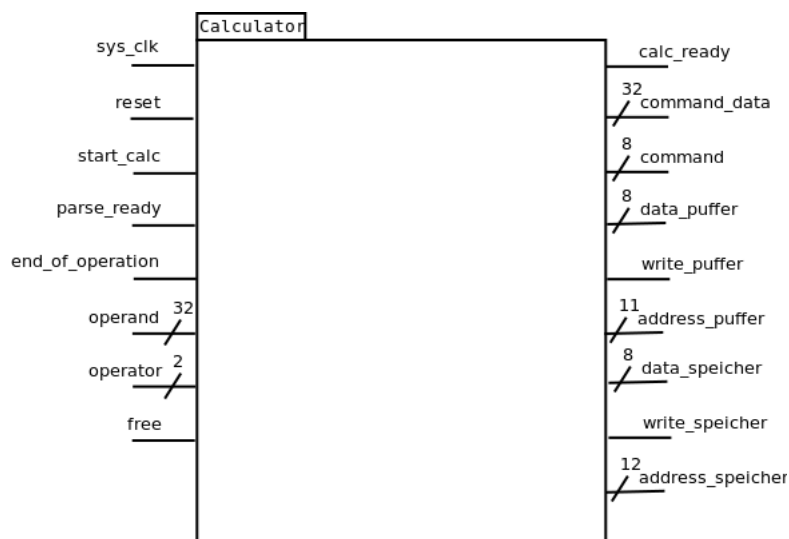 Calculator
sys_clk
reset
start_calc
parse_ready
end_of_operation
operand
32
operator
2
free
calc_ready
32
command_data
8
command
8
data_puffer
write_puffer
11
address_puffer
8
data_speicher
write_speicher
12
address_speicher